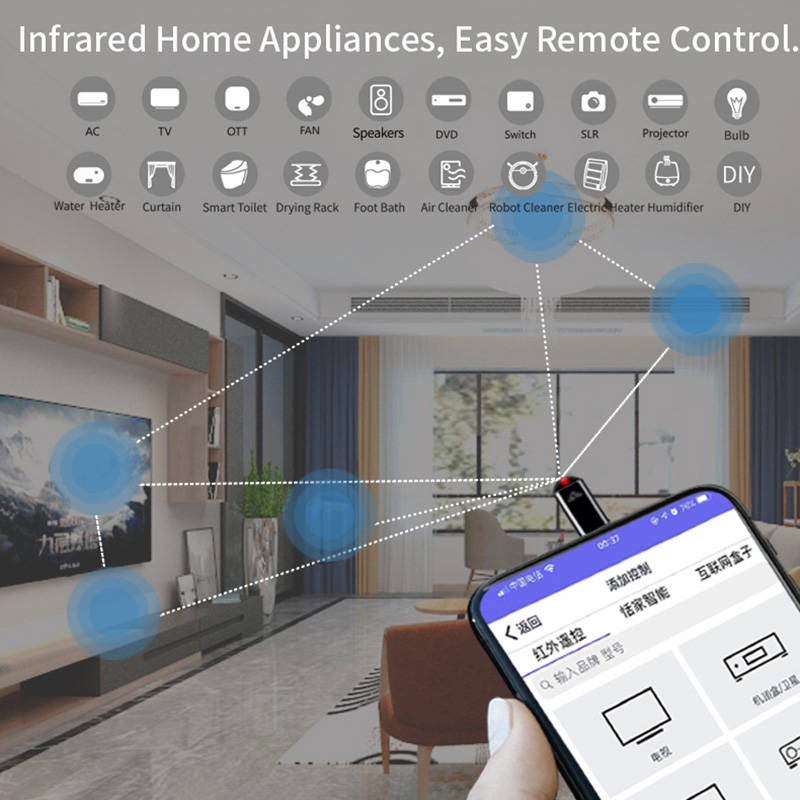 Infrared Home Appliances, Easy Remote Control.
AC TV OTT FAN Speakers DVD Switch SLR Projector Bulb
DIY
Water Heater Curtain Smart Toilet Drying Rack Foot Bath Air Cleaner Robot Cleaner Electric Heater Humidifier DIY
中国电信 00:37 76%
返回 添加控制
红外遥控 恬家智能 互联网盒子
输入品牌 型号
电视 机顶盒/卫星